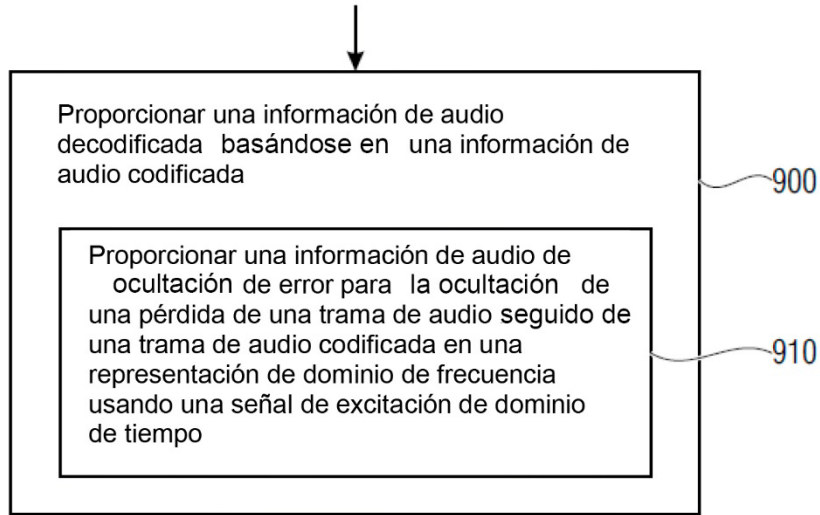 Proporcionar una información de audio
decodificada basándose en una información de
audio codificada
900
Proporcionar una información de audio de
ocultación de error para la ocultación de
una pérdida de una trama de audio seguido de
una trama de audio codificada en una
representación de dominio de frecuencia
usando una señal de excitación de dominio
de tiempo
910